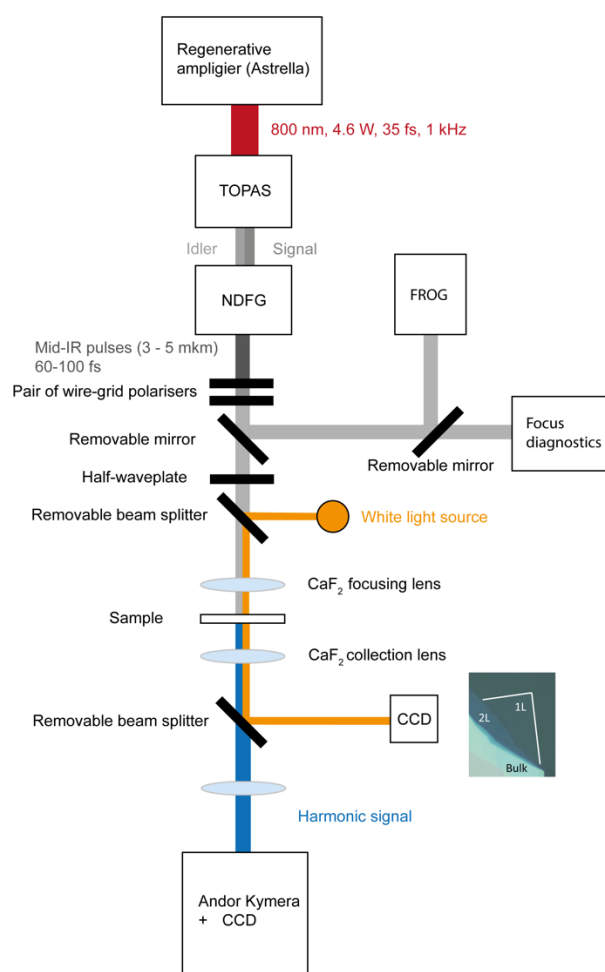 Regenerative
ampligier (Astrella)
800 nm, 4.6 W, 35 fs, 1 kHz
TOPAS
Idler
Signal
NDFG
FROG
Mid-IR pulses (3 - 5 mkm)
60-100 fs
Pair of wire-grid polarisers
Removable mirror
Focus
diagnostics
Removable mirror
Half-waveplate
Removable beam splitter
White light source
CaF2 focusing lens
Sample
CaF2 collection lens
Removable beam splitter
CCD
1L
2L
Bulk
Harmonic signal
Andor Kymera
+ CCD